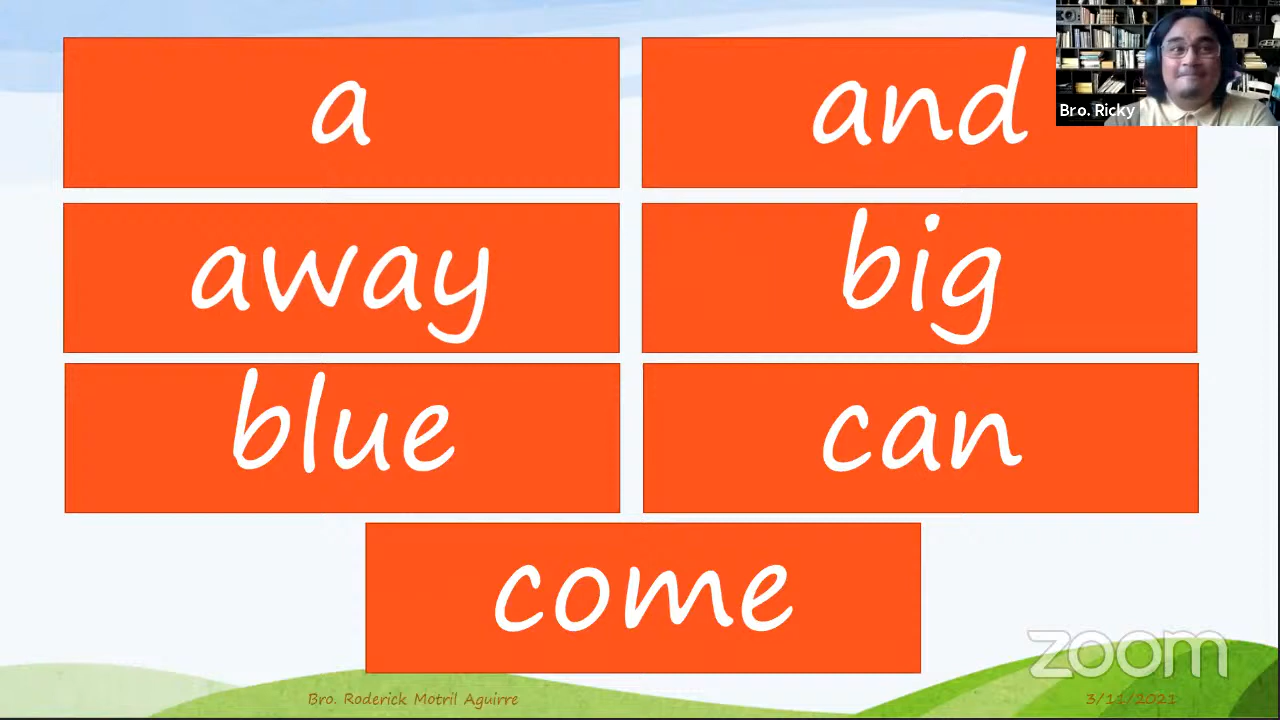 a
and
Bro. Ricky
away
big
blue
can
come
zoom
Bro. Roderick Motril Aguirre
3/11/2021